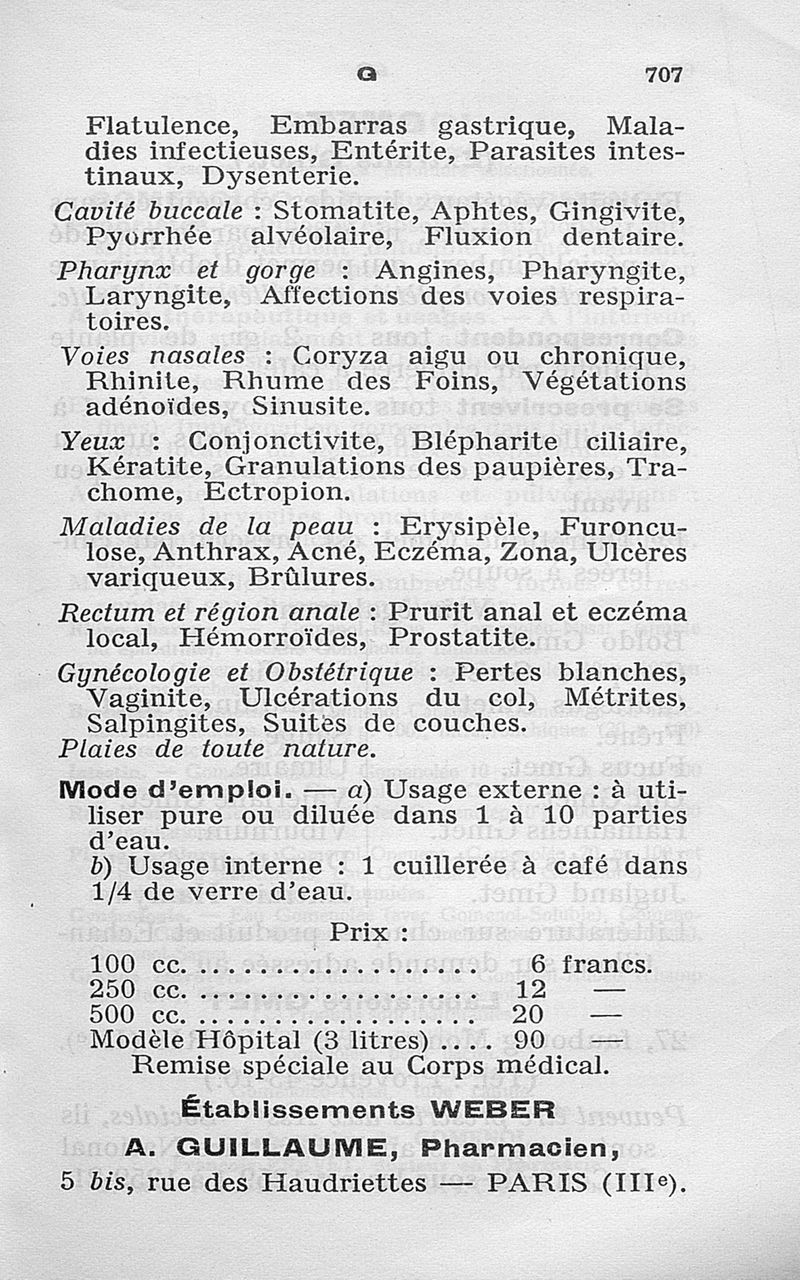 G 707
Flatulence, Embarras gastrique, Mala-
dies infectieuses, Entérite, Parasites intes-
tinaux, Dysenterie.
Cavité buccale : Stomatite, Aphtes, Gingivite,
Pyorrhée alvéolaire, Fluxion dentaire.
Pharynx et gorge : Angines, Pharyngite,
Laryngite, Affections des voies respira-
toires.
Voies nasales : Coryza aigu ou chronique,
Rhinite, Rhume des Foins, Végétations
adénoïdes, Sinusite.
Yeux : Conjonctivite, Blépharite ciliaire,
Kératite, Granulations des paupières, Tra-
chome, Ectropion.
Maladies de la peau : Erysipèle, Furoncu-
lose, Anthrax, Acné, Eczéma, Zona, Ulcères
variqueux, Brûlures.
Rectum et région anale : Prurit anal et eczéma
local, Hémorroïdes, Prostatite.
Gynécologie et Obstétrique : Pertes blanches,
Vaginite, Ulcérations du col, Métrites,
Salpingites, Suites de couches.
Plaies de toute nature.
Mode d'emploi. — a) Usage externe : à uti-
liser pure ou diluée dans 1 à 10 parties
d'eau.
b) Usage interne : 1 cuillerée à café dans
1/4 de verre d'eau.
Prix :
100 cc. . . . . . . . . . . . . . . . . . . . 6 francs.
250 cc. . . . . . . . . . . . . . . . . . . . 12 —
500 cc. . . . . . . . . . . . . . . . . . . . 20 —
Modèle Hôpital (3 litres) .... 90 —
Remise spéciale au Corps médical.
Établissements WEBER
A. GUILLAUME, Pharmacien,
5 bis, rue des Haudriettes — PARIS (IIIe).